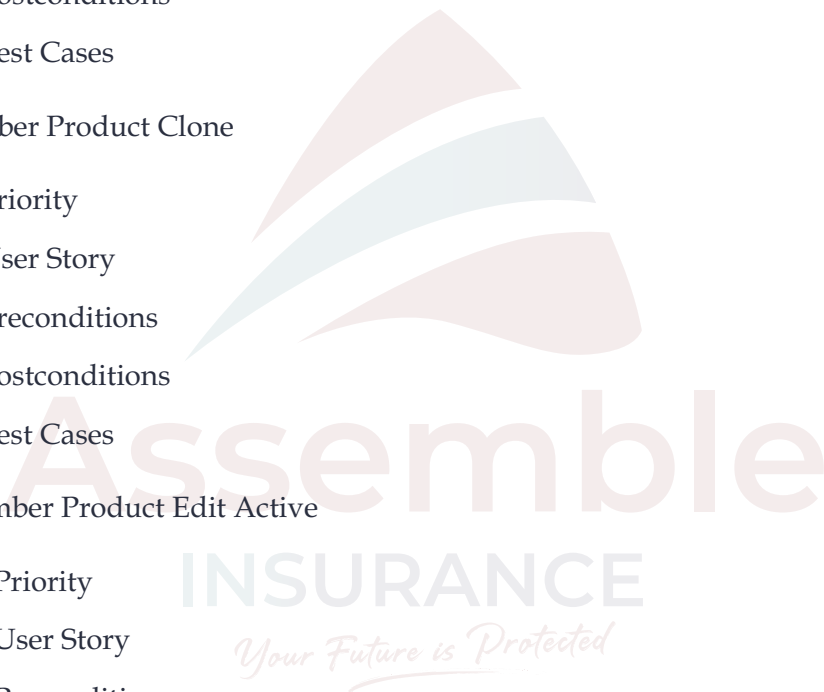 ostconditions
est Cases
ber Product Clone
riority
ser Story
reconditions
ostconditions
est Cases
Assemble
mber Product Edit Active
INSURANCE
Priority
Your Future is Protected
User Story